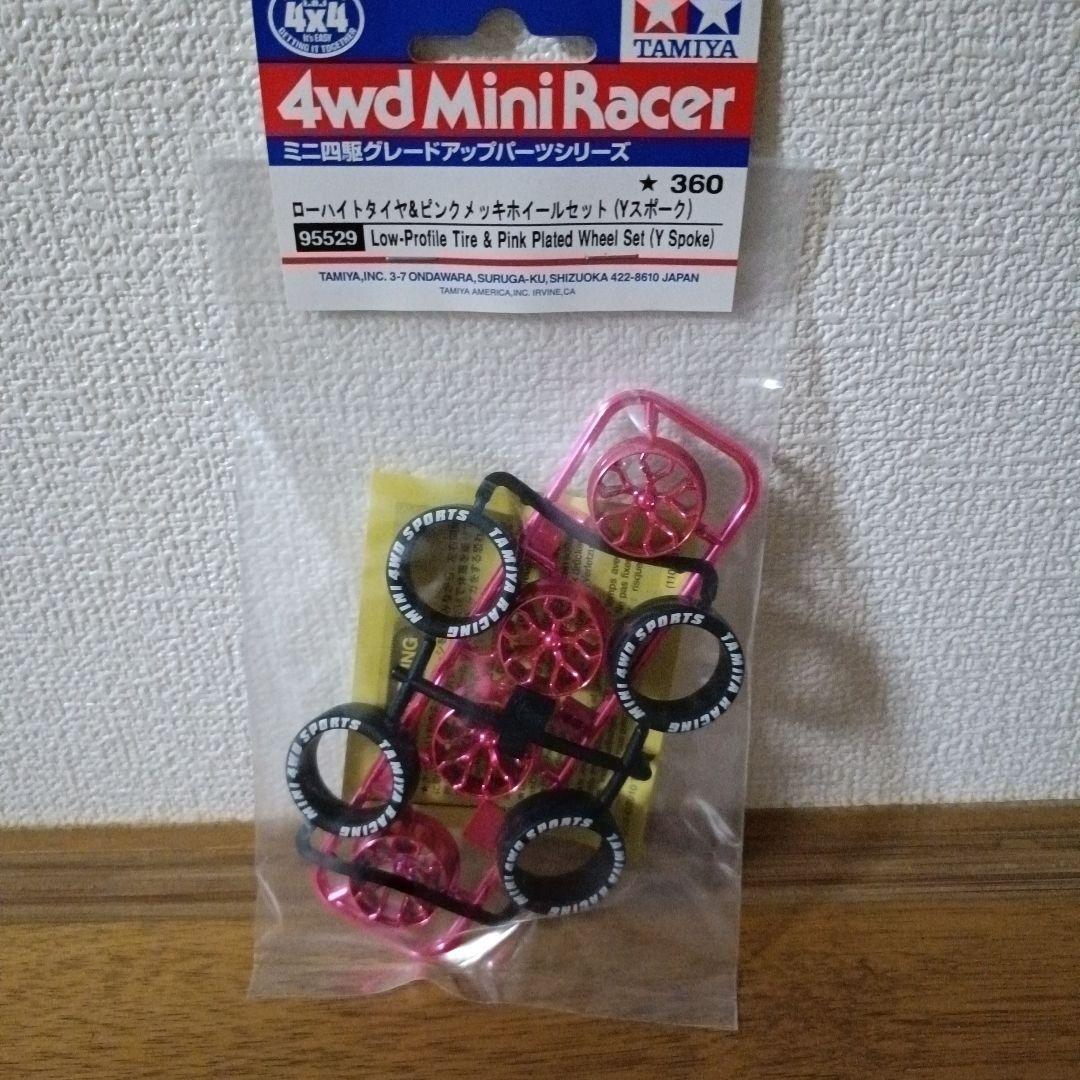 4x4
It's EASY
GETTING IT TOGETHER
TAMIYA
4wd Mini Racer
ミニ四駆グレードアップパーツシリーズ
★ 360
ローハイトタイヤ&ピンクメッキホイールセット (Yスポーク)
95529 Low-Profile Tire & Pink Plated Wheel Set (Y Spoke)
TAMIYA,INC. 3-7 ONDAWARA, SURUGA-KU, SHIZUOKA 422-8610 JAPAN
TAMIYA AMERICA,INC. IRVINE,CA
MINI 4WD SPORTS TAMIYA RACING
MINI 4WD SPORTS TAMIYA RACING
MINI 4WD SPORTS TAMIYA RACING
MINI 4WD SPORTS TAMIYA RACING